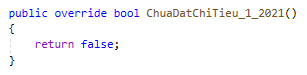 public override bool ChuaDatChiTieu_1_2021()
{
    return false;
}